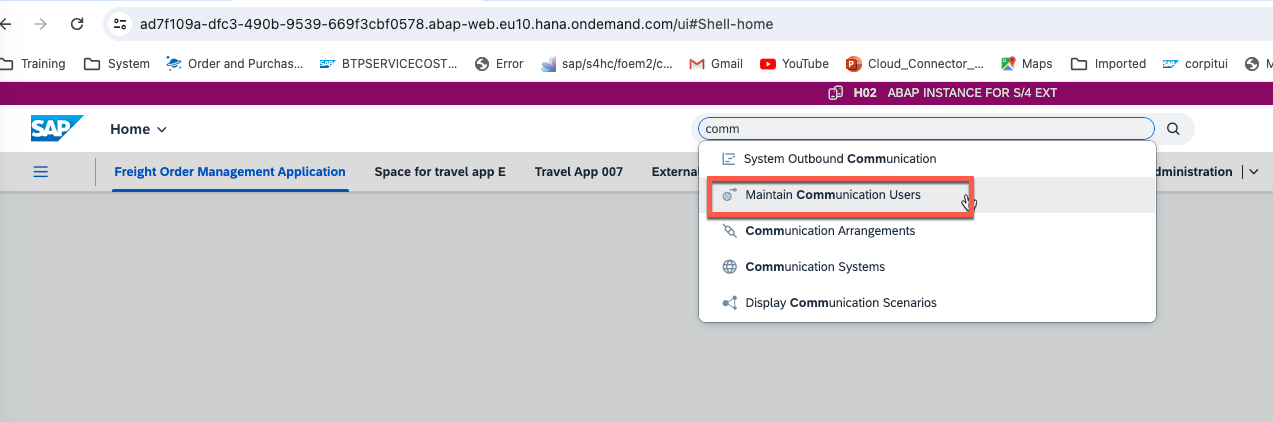 ad7f109a-dfc3-490b-9539-669f3cbf0578.abap-web.eu10.hana.ondemand.com/ui#Shell-home
Training System Order and Purchas... BTPSERVICECOST... Error sap/s4hc/foem2/c... Gmail YouTube Cloud_Connector_... Maps Imported corpitui M
H02 ABAP INSTANCE FOR S/4 EXT
SAP Home comm
Freight Order Management Application Space for travel app E Travel App 007 Externa dministration
System Outbound Communication
Maintain Communication Users
Communication Arrangements
Communication Systems
Display Communication Scenarios